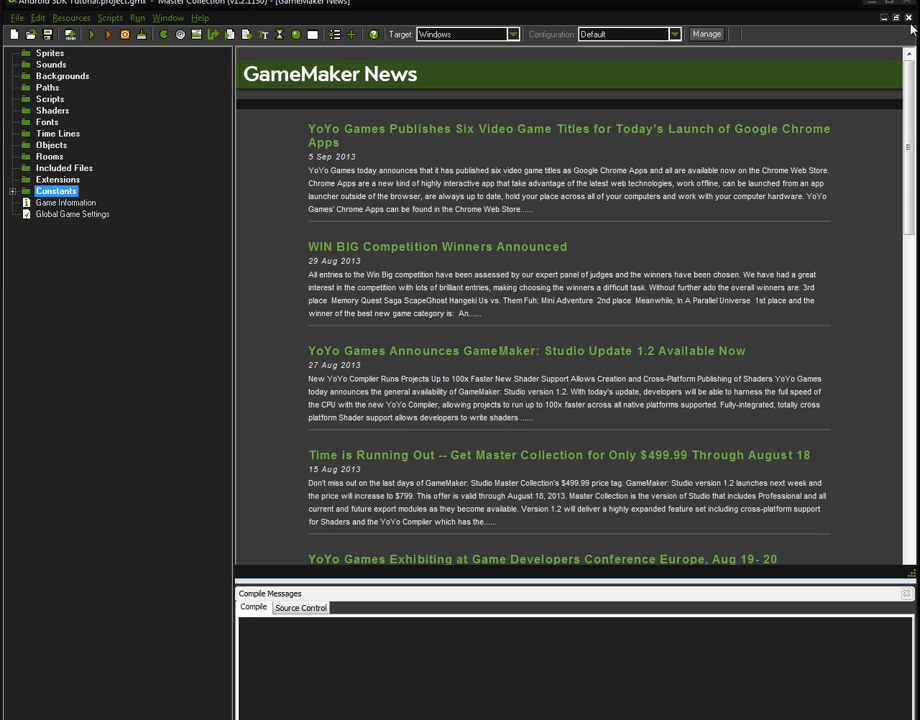 Android SDK Tutorial.project.gmx - Master Collection (v1.2.1130) - [GameMaker News]
File Edit Resources Scripts Run Window Help
Target: Windows Configuration: Default Manage
Sprites
Sounds
Backgrounds
Paths
Scripts
Shaders
Fonts
Time Lines
Objects
Rooms
Included Files
Extensions
Constants
Game Information
Global Game Settings
GameMaker News
YoYo Games Publishes Six Video Game Titles for Today's Launch of Google Chrome
Apps
5 Sep 2013
YoYo Games today announces that it has published six video game titles as Google Chrome Apps and all are available now on the Chrome Web Store.
Chrome Apps are a new kind of highly interactive app that take advantage of the latest web technologies, work offline, can be launched from an app
launcher outside of the browser, are always up to date, hold your place across all of your computers and work with your computer hardware. YoYo
Games' Chrome Apps can be found in the Chrome Web Store......
WIN BIG Competition Winners Announced
29 Aug 2013
All entries to the Win Big competition have been assessed by our expert panel of judges and the winners have been chosen. We have had a great
interest in the competition with lots of brilliant entries, making choosing the winners a difficult task. Without further ado the overall winners are: 3rd
place Memory Quest Saga ScapeGhost Hangeki Us vs. Them Fuh: Mini Adventure 2nd place Meanwhile, In A Parallel Universe 1st place and the
winner of the best new game category is: An......
YoYo Games Announces GameMaker: Studio Update 1.2 Available Now
27 Aug 2013
New YoYo Compiler Runs Projects Up to 100x Faster New Shader Support Allows Creation and Cross-Platform Publishing of Shaders YoYo Games
today announces the general availability of GameMaker: Studio version 1.2. With today's update, developers will be able to harness the full speed of
the CPU with the new YoYo Compiler, allowing projects to run up to 100x faster across all native platforms supported. Fully-integrated, totally cross
platform Shader support allows developers to write shaders ......
Time is Running Out -- Get Master Collection for Only $499.99 Through August 18
15 Aug 2013
Don't miss out on the last days of GameMaker: Studio Master Collection's $499.99 price tag. GameMaker: Studio version 1.2 launches next week and
the price will increase to $799. This offer is valid through August 18, 2013. Master Collection is the version of Studio that includes Professional and all
current and future export modules as they become available. Version 1.2 will deliver a highly expanded feature set including cross-platform support
for Shaders and the YoYo Compiler which has the......
YoYo Games Exhibiting at Game Developers Conference Europe, Aug 19- 20
Compile Messages
Compile Source Control